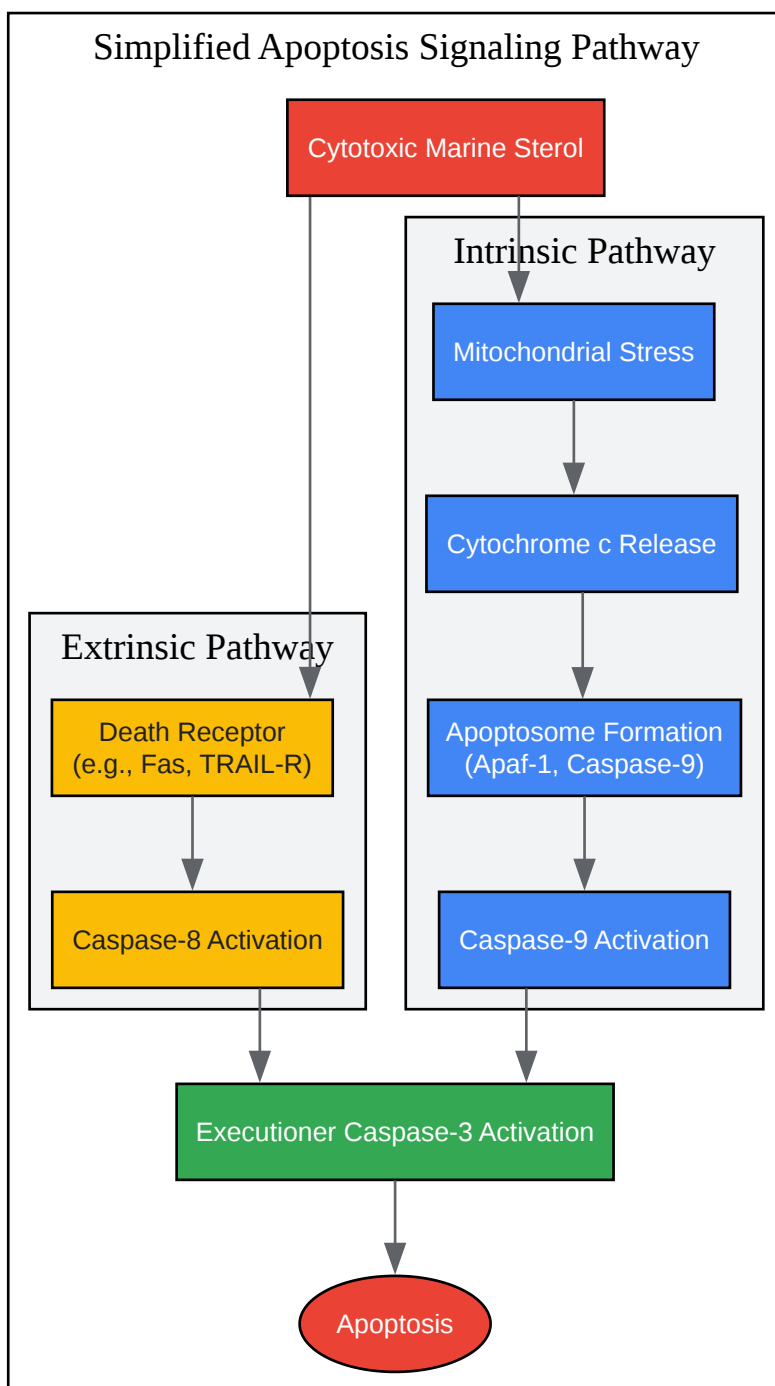 Simplified Apoptosis Signaling Pathway
Cytotoxic Marine Sterol
Intrinsic Pathway
Mitochondrial Stress
Cytochrome c Release
Extrinsic Pathway
Death Receptor
(e.g., Fas, TRAIL-R)
Apoptosome Formation
(Apaf-1, Caspase-9)
Caspase-8 Activation
Caspase-9 Activation
Executioner Caspase-3 Activation
Apoptosis